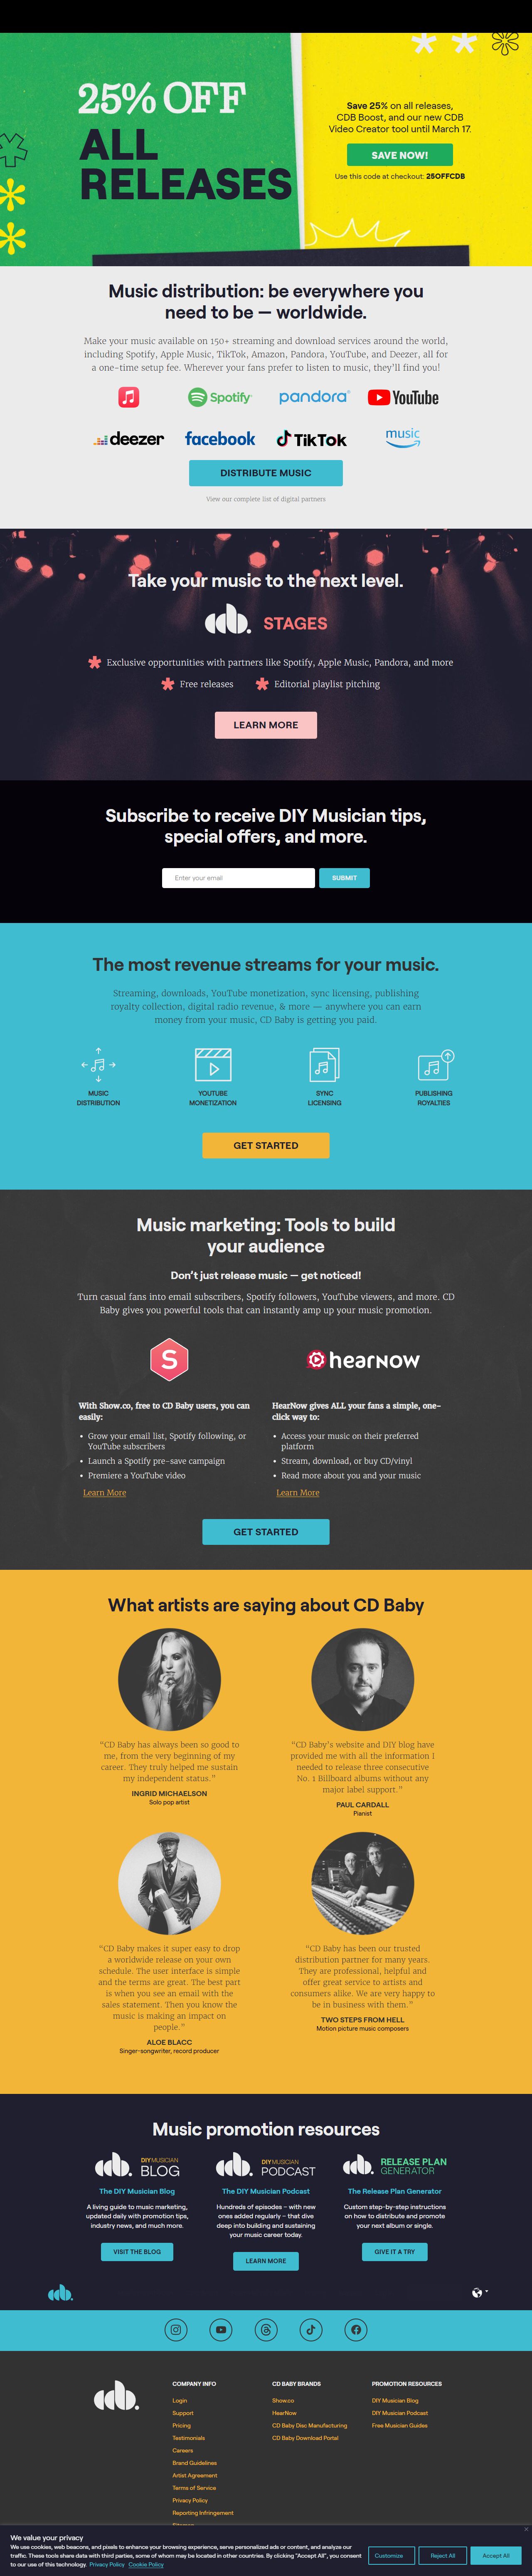 25% OFF
ALL
RELEASES
Save 25% on all releases,
CDB Boost, and our new CDB
Video Creator tool until March 17.
SAVE NOW!
Use this code at checkout: 25OFFCDB
Music distribution: be everywhere you
need to be — worldwide.
Make your music available on 150+ streaming and download services around the world,
including Spotify, Apple Music, TikTok, Amazon, Pandora, YouTube, and Deezer, all for
a one-time setup fee. Wherever your fans prefer to listen to music, they'll find you!
Spotify
pandora
YouTube
deezer
facebook
TikTok
music
DISTRIBUTE MUSIC
View our complete list of digital partners
Take your music to the next level.
cdb. STAGES
Exclusive opportunities with partners like Spotify, Apple Music, Pandora, and more
Free releases
Editorial playlist pitching
LEARN MORE
Subscribe to receive DIY Musician tips,
special offers, and more.
Enter your email
SUBMIT
The most revenue streams for your music.
Streaming, downloads, YouTube monetization, sync licensing, publishing
royalty collection, digital radio revenue, & more — anywhere you can earn
money from your music, CD Baby is getting you paid.
MUSIC
DISTRIBUTION
YOUTUBE
MONETIZATION
SYNC
LICENSING
PUBLISHING
ROYALTIES
GET STARTED
Music marketing: Tools to build
your audience
Don't just release music — get noticed!
Turn casual fans into email subscribers, Spotify followers, YouTube viewers, and more. CD
Baby gives you powerful tools that can instantly amp up your music promotion.
S
hearNow
With Show.co, free to CD Baby users, you can
easily:
• Grow your email list, Spotify following, or
YouTube subscribers
• Launch a Spotify pre-save campaign
• Premiere a YouTube video
Learn More
HearNow gives ALL your fans a simple, one-
click way to:
• Access your music on their preferred
platform
• Stream, download, or buy CD/vinyl
• Read more about you and your music
Learn More
GET STARTED
What artists are saying about CD Baby
“CD Baby has always been so good to
me, from the very beginning of my
career. They truly helped me sustain
my independent status.”
INGRID MICHAELSON
Solo pop artist
“CD Baby's website and DIY blog have
provided me with all the information I
needed to release three consecutive
No. 1 Billboard albums without any
major label support.”
PAUL CARDALL
Pianist
“CD Baby makes it super easy to drop
a worldwide release on your own
schedule. The user interface is simple
and the terms are great. The best part
is when you see an email with the
sales statement. Then you know the
music is making an impact on
people.”
ALOE BLACC
Singer-songwriter, record producer
“CD Baby has been our trusted
distribution partner for many years.
They are professional, helpful and
offer great service to artists and
consumers alike. We are very happy to
be in business with them.”
TWO STEPS FROM HELL
Motion picture music composers
Music promotion resources
cdb. DIY MUSICIAN
BLOG
The DIY Musician Blog
A living guide to music marketing,
updated daily with promotion tips,
industry news, and much more.
VISIT THE BLOG
cdb. DIY MUSICIAN
PODCAST
The DIY Musician Podcast
Hundreds of episodes – with new
ones added regularly – that dive
deep into building and sustaining
your music career today.
LEARN MORE
cdb. RELEASE PLAN
GENERATOR
The Release Plan Generator
Custom step-by-step instructions
on how to distribute and promote
your next album or single.
GIVE IT A TRY
cdb.
cdb.
COMPANY INFO
Login
Support
Pricing
Testimonials
Careers
Brand Guidelines
Artist Agreement
Terms of Service
Privacy Policy
Reporting Infringement
CD BABY BRANDS
Show.co
HearNow
CD Baby Disc Manufacturing
CD Baby Download Portal
PROMOTION RESOURCES
DIY Musician Blog
DIY Musician Podcast
Free Musician Guides
We value your privacy
We use cookies, web beacons, and pixels to enhance your browsing experience, serve personalized ads or content, and analyze our
traffic. These tools share data with third parties, some of whom may be located in other countries. By clicking "Accept All", you consent
to our use of this technology. Privacy Policy Cookie Policy
Customize
Reject All
Accept All